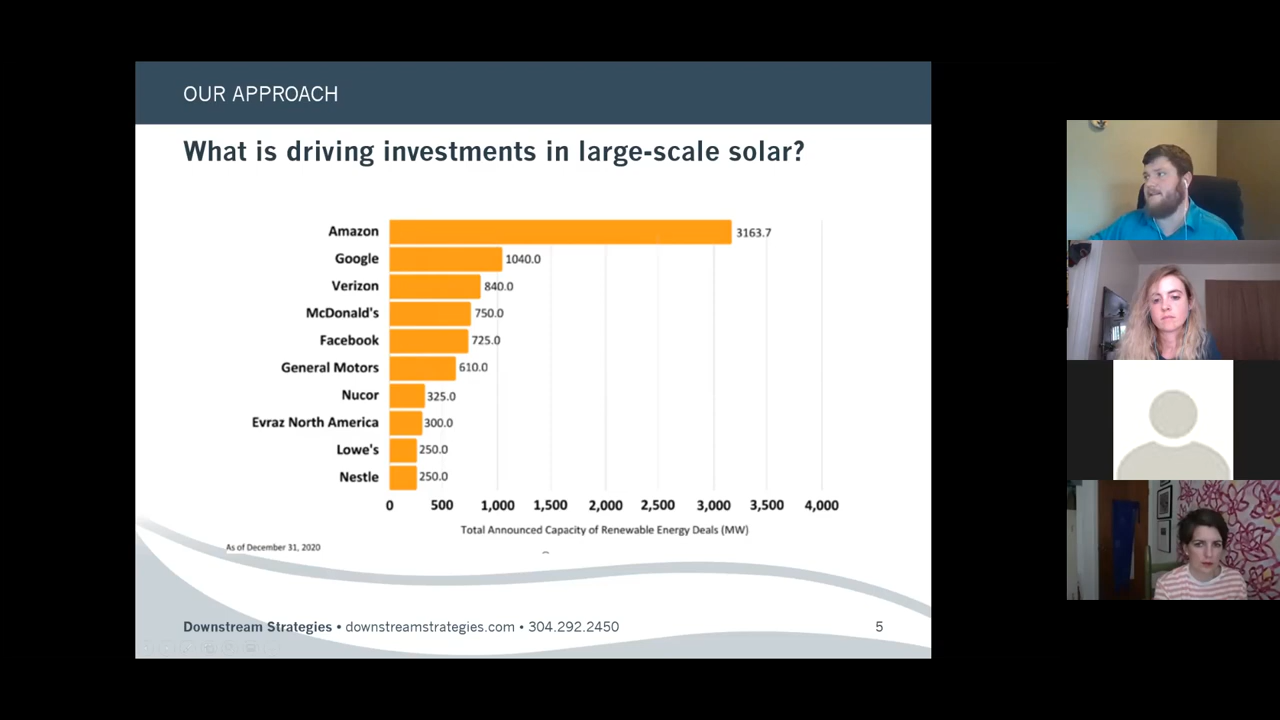 OUR APPROACH
What is driving investments in large-scale solar?
Amazon 3163.7
Google 1040.0
Verizon 840.0
McDonald's 750.0
Facebook 725.0
General Motors 610.0
Nucor 325.0
Evraz North America 300.0
Lowe's 250.0
Nestle 250.0
0 500 1,000 1,500 2,000 2,500 3,000 3,500 4,000
Total Announced Capacity of Renewable Energy Deals (MW)
As of December 31, 2020
Downstream Strategies • downstreamstrategies.com • 304.292.2450 5